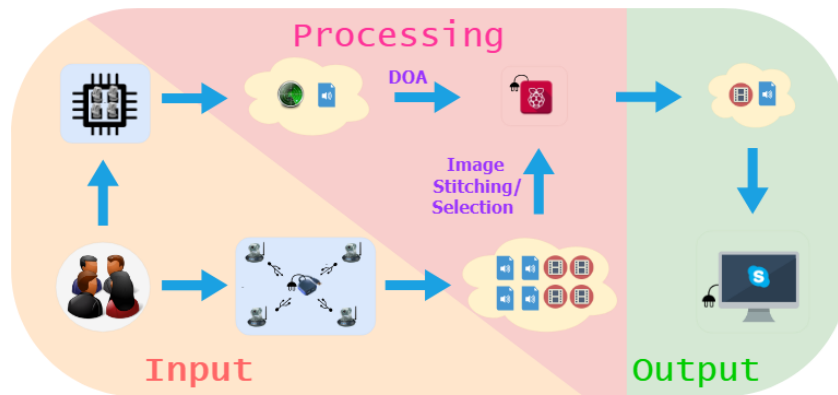 Processing
DOA
Image
Stitching/
Selection
S
Input
Output